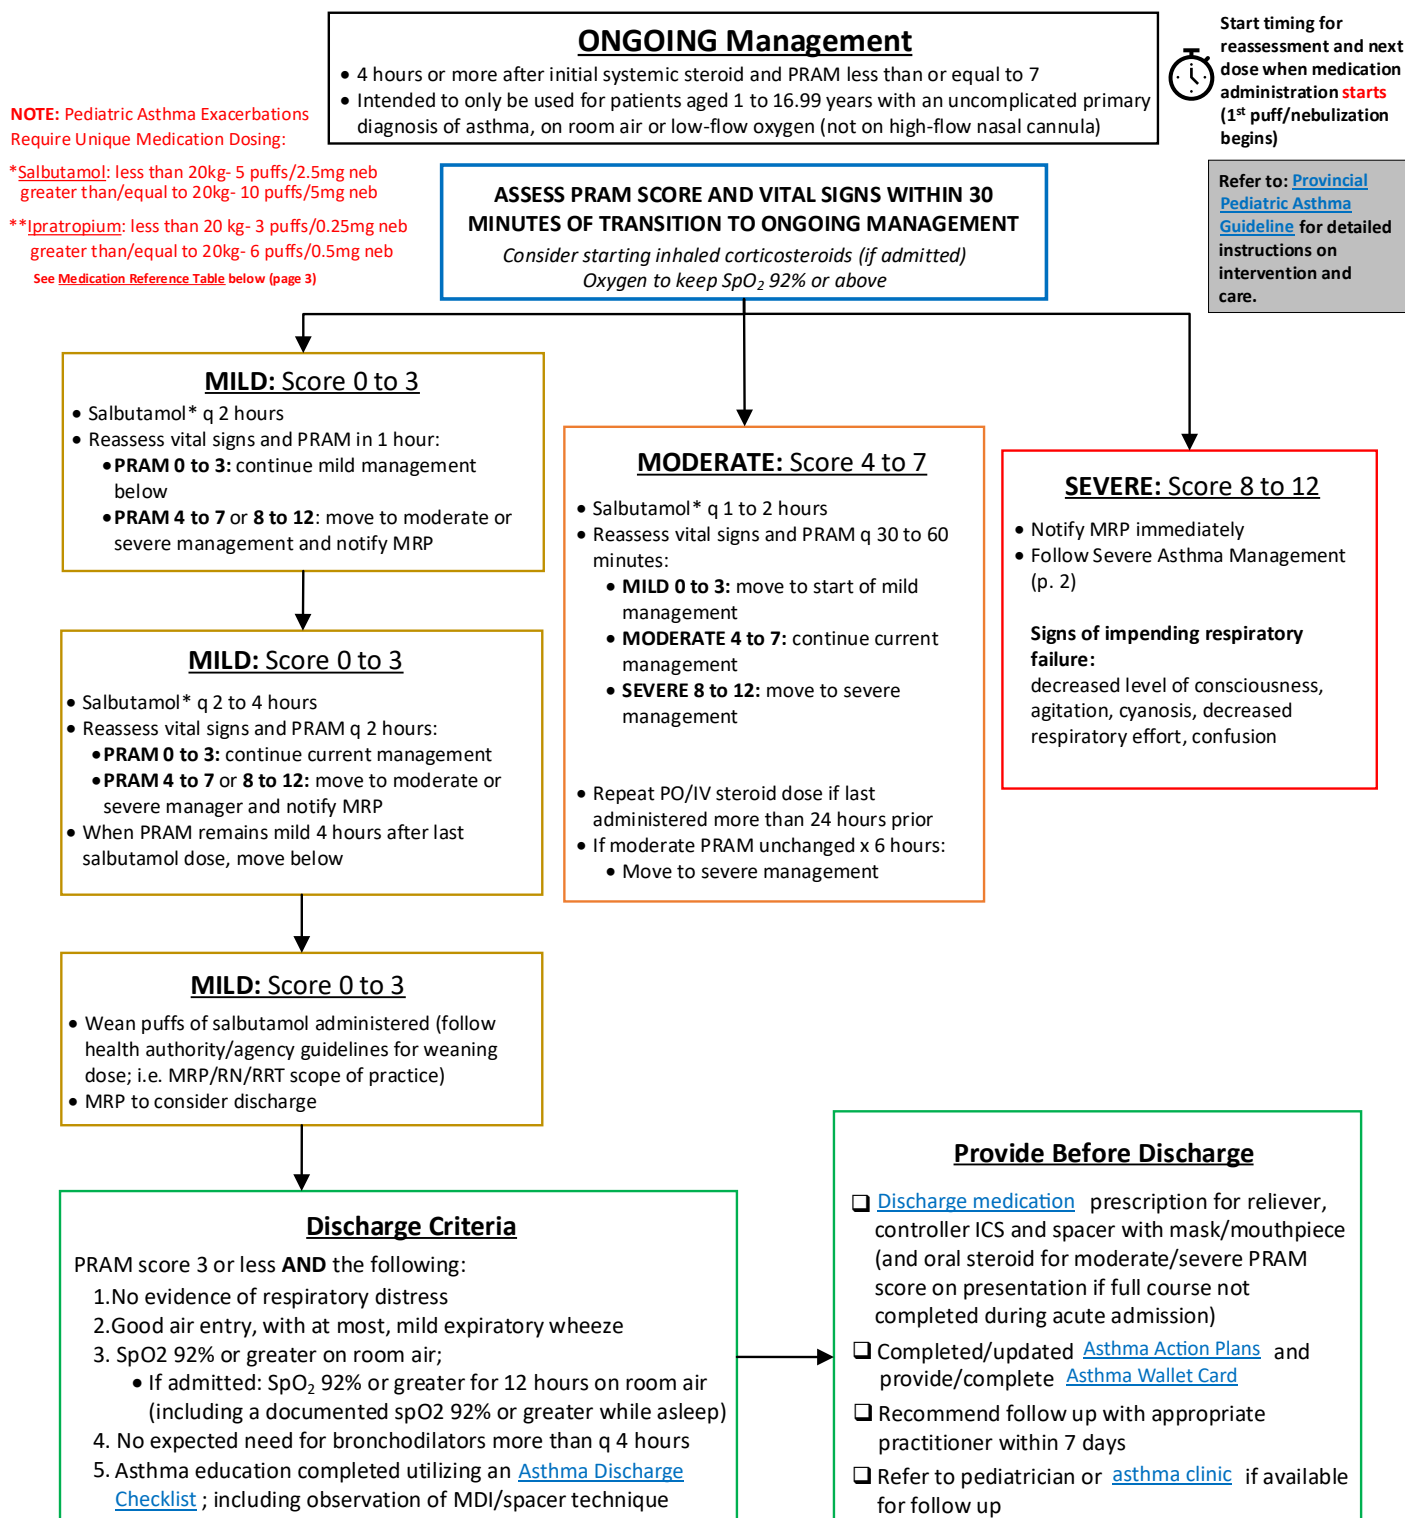 ONGOING Management
• 4 hours or more after initial systemic steroid and PRAM less than or equal to 7
• Intended to only be used for patients aged 1 to 16.99 years with an uncomplicated primary
diagnosis of asthma, on room air or low-flow oxygen (not on high-flow nasal cannula)
Start timing for
reassessment and next
dose when medication
administration starts
(1st puff/nebulization
begins)
NOTE: Pediatric Asthma Exacerbations
Require Unique Medication Dosing:
*Salbutamol: less than 20kg- 5 puffs/2.5mg neb
greater than/equal to 20kg- 10 puffs/5mg neb
**Ipratropium: less than 20 kg- 3 puffs/0.25mg neb
greater than/equal to 20kg- 6 puffs/0.5mg neb
See Medication Reference Table below (page 3)
ASSESS PRAM SCORE AND VITAL SIGNS WITHIN 30
MINUTES OF TRANSITION TO ONGOING MANAGEMENT
Consider starting inhaled corticosteroids (if admitted)
Oxygen to keep SpO2 92% or above
Refer to: Provincial
Pediatric Asthma
Guideline for detailed
instructions on
intervention and
care.
MILD: Score 0 to 3
• Salbutamol* q 2 hours
• Reassess vital signs and PRAM in 1 hour:
• PRAM 0 to 3: continue mild management
below
• PRAM 4 to 7 or 8 to 12: move to moderate or
severe management and notify MRP
MILD: Score 0 to 3
• Salbutamol* q 2 to 4 hours
• Reassess vital signs and PRAM q 2 hours:
• PRAM 0 to 3: continue current management
• PRAM 4 to 7 or 8 to 12: move to moderate or
severe manager and notify MRP
• When PRAM remains mild 4 hours after last
salbutamol dose, move below
MILD: Score 0 to 3
• Wean puffs of salbutamol administered (follow
health authority/agency guidelines for weaning
dose; i.e. MRP/RN/RRT scope of practice)
• MRP to consider discharge
MODERATE: Score 4 to 7
• Salbutamol* q 1 to 2 hours
• Reassess vital signs and PRAM q 30 to 60
minutes:
• MILD 0 to 3: move to start of mild
management
• MODERATE 4 to 7: continue current
management
• SEVERE 8 to 12: move to severe
management
• Repeat PO/IV steroid dose if last
administered more than 24 hours prior
• If moderate PRAM unchanged x 6 hours:
• Move to severe management
SEVERE: Score 8 to 12
• Notify MRP immediately
• Follow Severe Asthma Management
(p. 2)
Signs of impending respiratory
failure:
decreased level of consciousness,
agitation, cyanosis, decreased
respiratory effort, confusion
Discharge Criteria
PRAM score 3 or less AND the following:
1. No evidence of respiratory distress
2. Good air entry, with at most, mild expiratory wheeze
3. SpO2 92% or greater on room air;
• If admitted: SpO2 92% or greater for 12 hours on room air
(including a documented spO2 92% or greater while asleep)
4. No expected need for bronchodilators more than q 4 hours
5. Asthma education completed utilizing an Asthma Discharge
Checklist ; including observation of MDI/spacer technique
Provide Before Discharge
❑ Discharge medication prescription for reliever,
controller ICS and spacer with mask/mouthpiece
(and oral steroid for moderate/severe PRAM
score on presentation if full course not
completed during acute admission)
❑ Completed/updated Asthma Action Plans and
provide/complete Asthma Wallet Card
❑ Recommend follow up with appropriate
practitioner within 7 days
❑ Refer to pediatrician or asthma clinic if available
for follow up